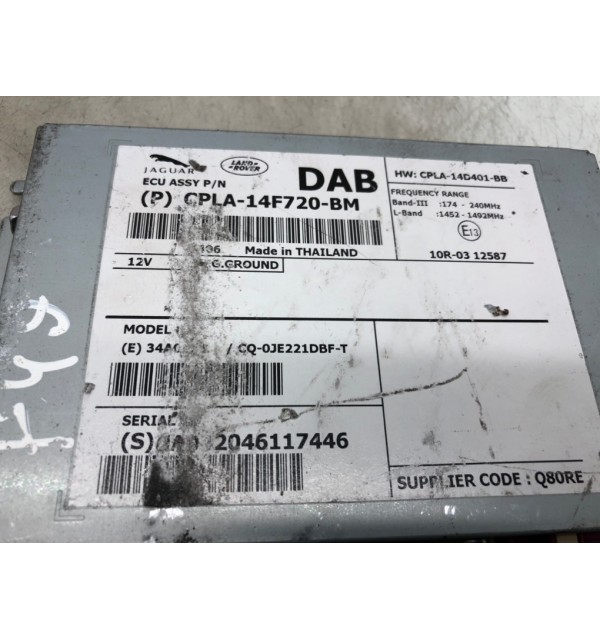 JAGUAR
LAND ROVER
DAB
HW: CPLA-14D401-BB
ECU ASSY P/N
(P) CPLA-14F720-BM
FREQUENCY RANGE
Band-III :174 - 240MHz
L-Band :1452 - 1492MHz
E13
10R-03 12587
Made in THAILAND
12V
G.GROUND
MODEL
(E) / CQ-0JE221DBF-T
SERIAL
(S) 2046117446
SUPPLIER CODE : Q80RE